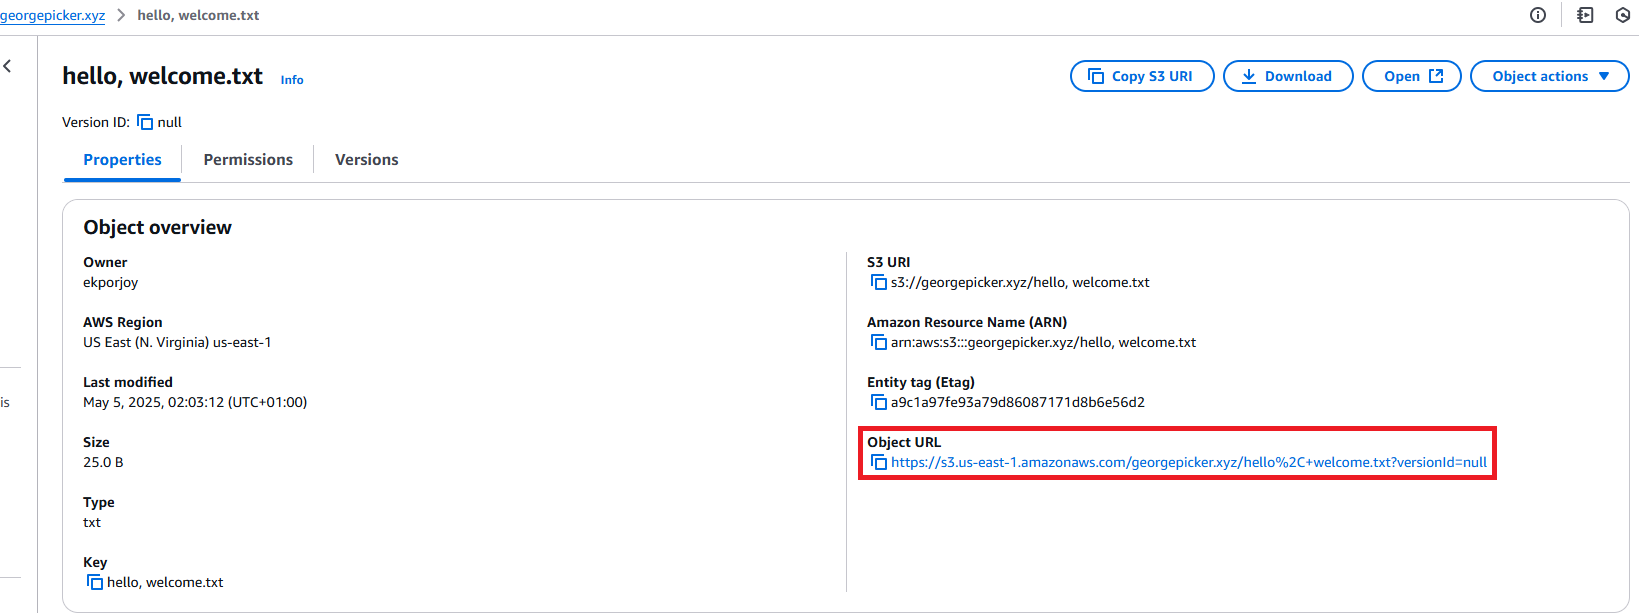 georgepicker.xyz > hello, welcome.txt
hello, welcome.txt Info
Copy S3 URI Download Open Object actions
Version ID: null
Properties Permissions Versions
Object overview
Owner
ekporjoy
AWS Region
US East (N. Virginia) us-east-1
Last modified
May 5, 2025, 02:03:12 (UTC+01:00)
Size
25.0 B
Type
txt
Key
hello, welcome.txt
S3 URI
s3://georgepicker.xyz/hello, welcome.txt
Amazon Resource Name (ARN)
arn:aws:s3:::georgepicker.xyz/hello, welcome.txt
Entity tag (Etag)
a9c1a97fe93a79d86087171d8b6e56d2
Object URL
https://s3.us-east-1.amazonaws.com/georgepicker.xyz/hello%2C+welcome.txt?versionId=null
is